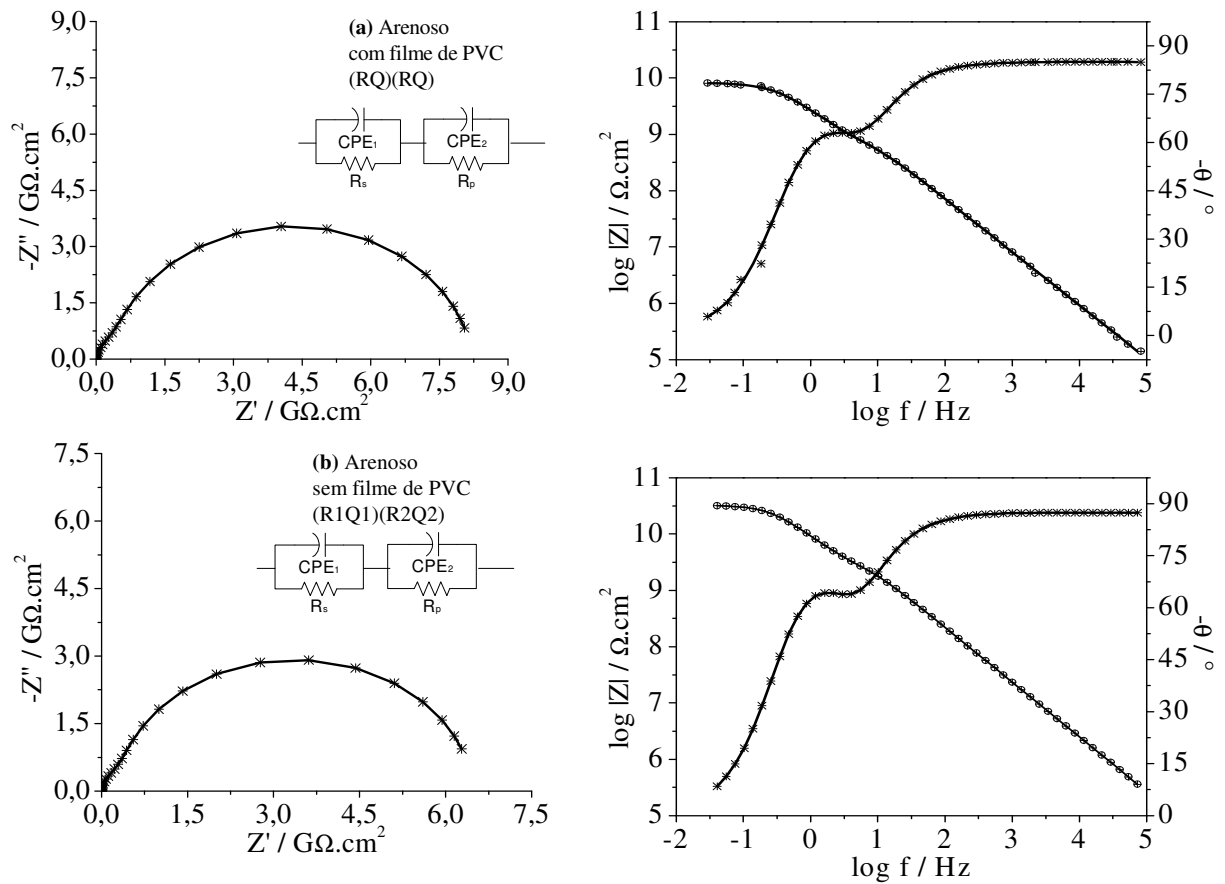 (a) Arenoso
com filme de PVC
(RQ)(RQ)
CPE1 CPE2
Rs Rp
9,0
7,5
6,0
4,5
3,0
1,5
0,0
-Z'' / GΩ.cm²
0,0 1,5 3,0 4,5 6,0 7,5 9,0
Z' / GΩ.cm²
11
10
9
8
7
6
5
log |Z| / Ω.cm²
90
75
60
45
30
15
0
-θ / °
-2 -1 0 1 2 3 4 5
log f / Hz
(b) Arenoso
sem filme de PVC
(R1Q1)(R2Q2)
CPE1 CPE2
Rs Rp
7,5
6,0
4,5
3,0
1,5
0,0
-Z'' / GΩ.cm²
0,0 1,5 3,0 4,5 6,0 7,5
Z' / GΩ.cm²
11
10
9
8
7
6
5
log |Z| / Ω.cm²
90
75
60
45
30
15
0
-θ / °
-2 -1 0 1 2 3 4 5
log f / Hz